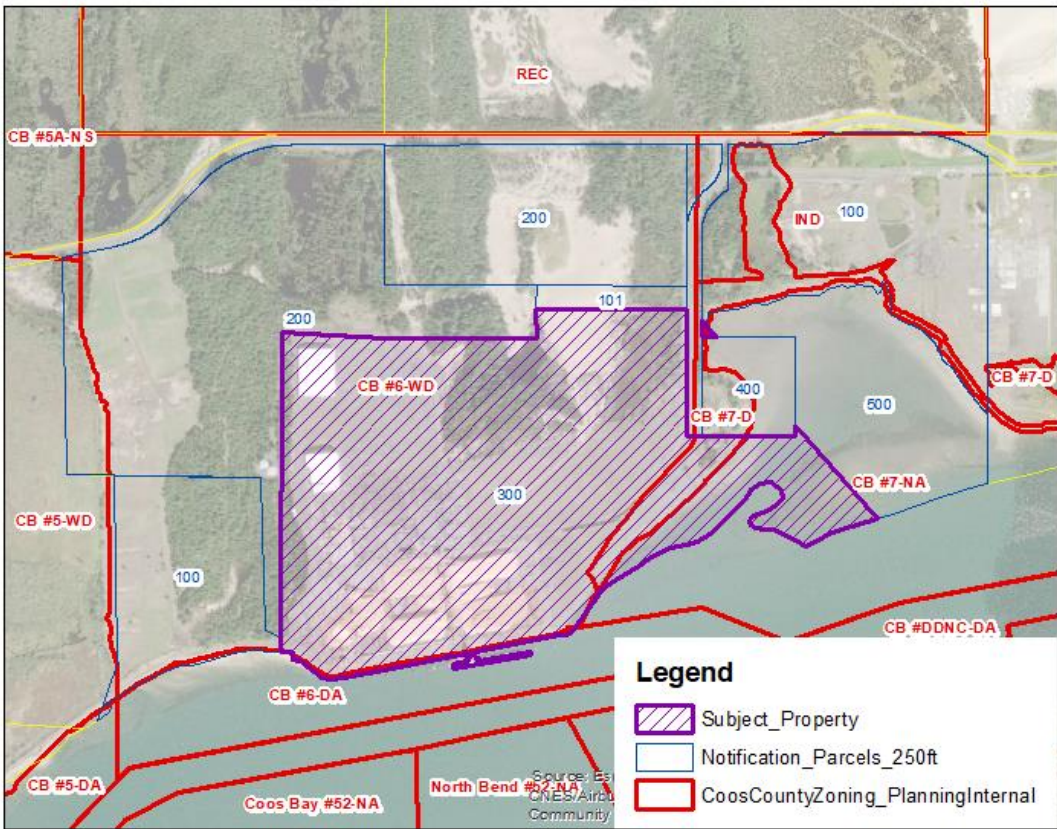 REC
CB #5A-NS
200
IND
100
200
101
CB #6-WD
400
CB #7-D
CB #7-D
500
CB #7-NA
300
CB #5-WD
100
CB #DDNC-DA
CB #6-DA
CB #5-DA
Coos Bay #52-NA
North Bend #52-NA
Source: Es
CNES/Airbu
Community
Legend
Subject_Property
Notification_Parcels_250ft
CoosCountyZoning_PlanningInternal